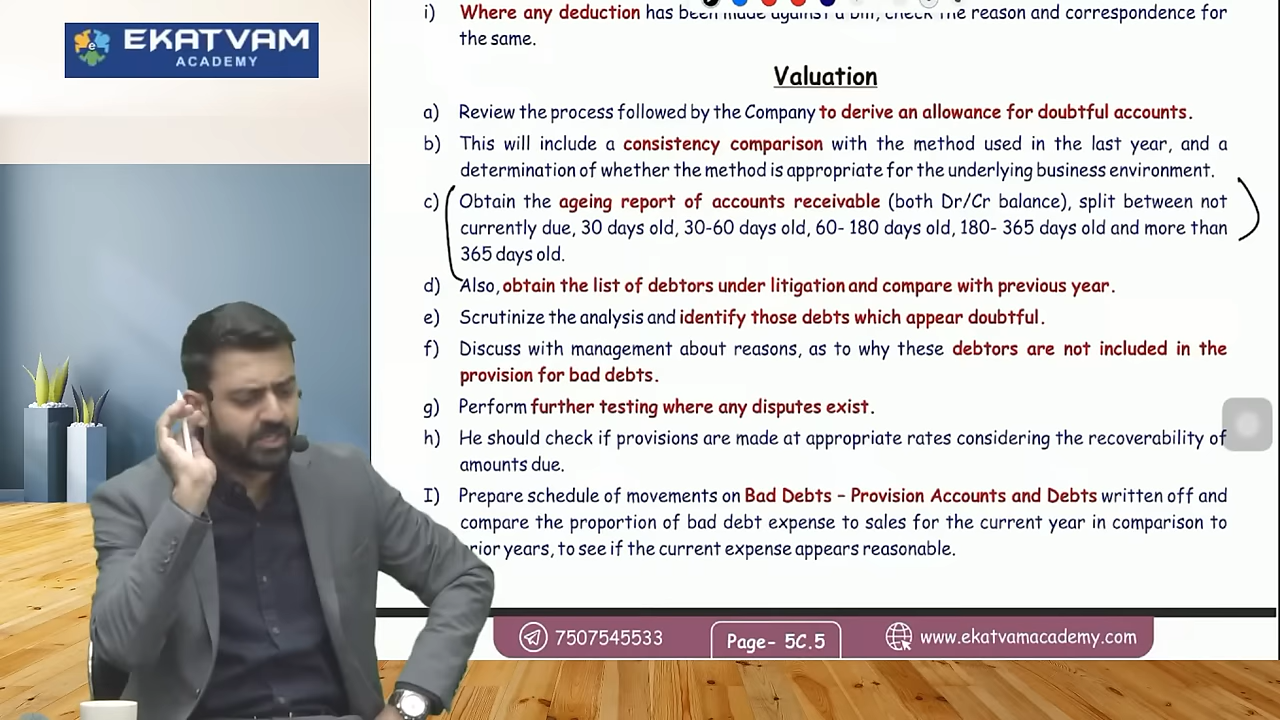 EKATVAM
ACADEMY
i) Where any deduction has been made against a bill, check the reason and correspondence for
the same.
Valuation
a) Review the process followed by the Company to derive an allowance for doubtful accounts.
b) This will include a consistency comparison with the method used in the last year, and a
determination of whether the method is appropriate for the underlying business environment.
c) Obtain the ageing report of accounts receivable (both Dr/Cr balance), split between not
currently due, 30 days old, 30-60 days old, 60- 180 days old, 180- 365 days old and more than
365 days old.
d) Also, obtain the list of debtors under litigation and compare with previous year.
e) Scrutinize the analysis and identify those debts which appear doubtful.
f) Discuss with management about reasons, as to why these debtors are not included in the
provision for bad debts.
g) Perform further testing where any disputes exist.
h) He should check if provisions are made at appropriate rates considering the recoverability of
amounts due.
I) Prepare schedule of movements on Bad Debts – Provision Accounts and Debts written off and
compare the proportion of bad debt expense to sales for the current year in comparison to
rior years, to see if the current expense appears reasonable.
7507545533
Page- 5C.5
www.ekatvamacademy.com